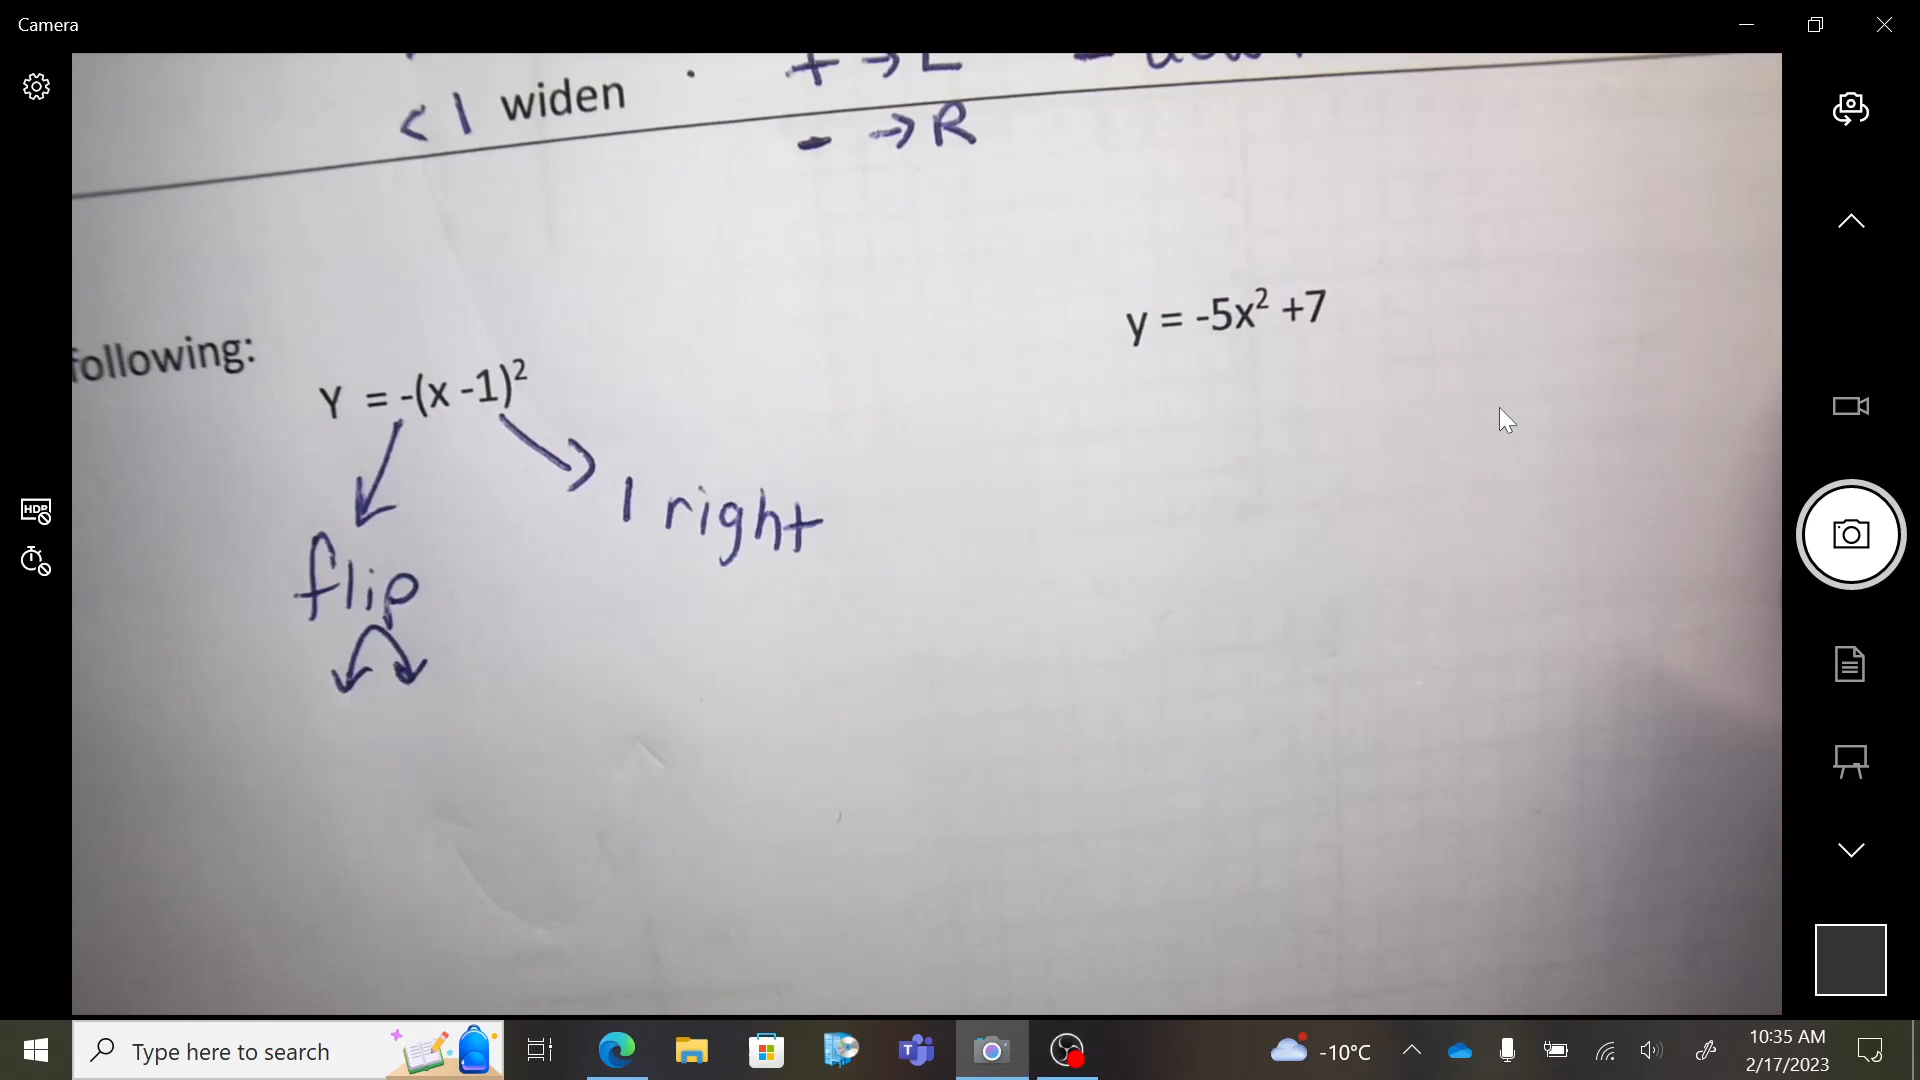 Camera
+ → L
< 1 widen
- → R
y = -5x² +7
following:
Y = -(x -1)²
1 right
flip
HDR
Type here to search
-10°C
10:35 AM
2/17/2023